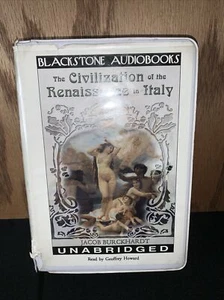 BLACKSTONE AUDIOBOOKS
The Civilization of the
Renaissance in Italy
JACOB BURCKHARDT
UNABRIDGED
Read by Geoffrey Howard